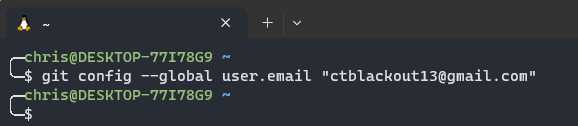 ~
chris@DESKTOP-77I78G9 ~
$ git config --global user.email "ctblackout13@gmail.com"
chris@DESKTOP-77I78G9 ~
$